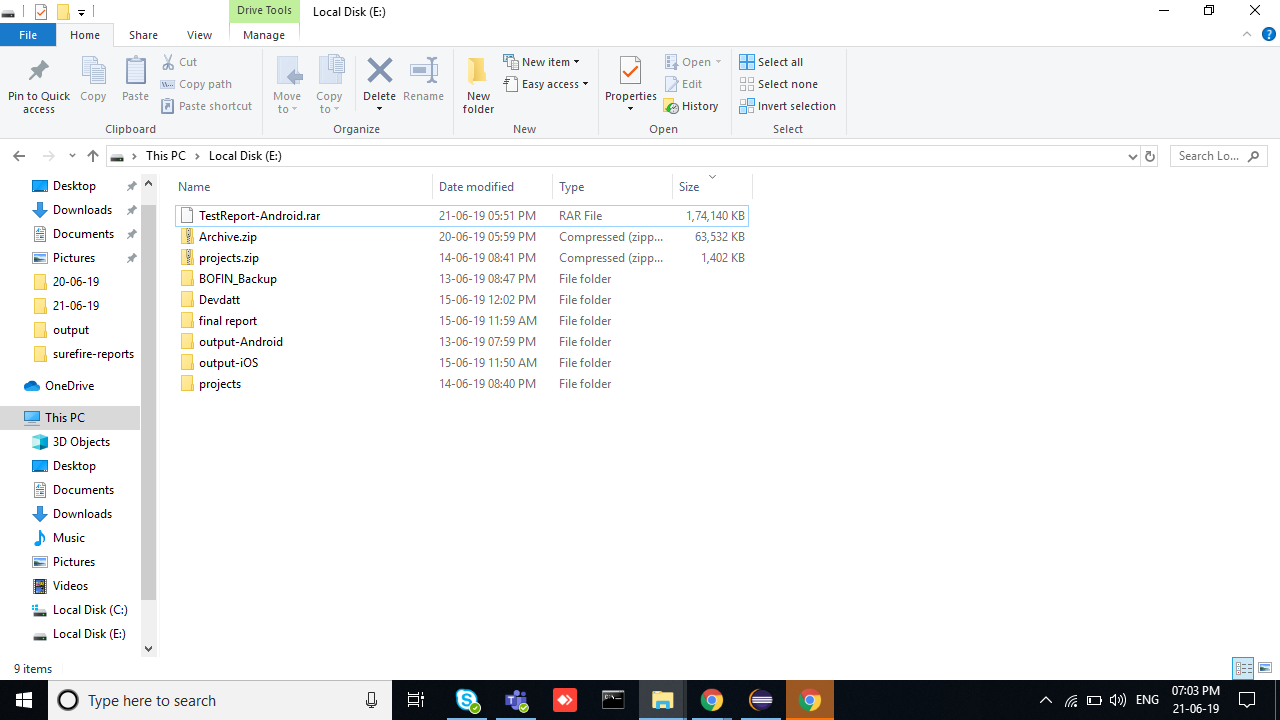 Drive Tools
Local Disk (E:)
File
Home
Share
View
Manage
?
Pin to Quick access
Copy
Paste
Cut
Copy path
Paste shortcut
Move to
Copy to
Delete
Rename
New folder
New item
Easy access
Properties
Open
Edit
History
Select all
Select none
Invert selection
Clipboard
Organize
New
Open
Select
This PC
Local Disk (E:)
Search Lo...
Desktop
Downloads
Documents
Pictures
20-06-19
21-06-19
output
surefire-reports
OneDrive
This PC
3D Objects
Desktop
Documents
Downloads
Music
Pictures
Videos
Local Disk (C:)
Local Disk (E:)
Name Date modified Type Size
TestReport-Android.rar 21-06-19 05:51 PM RAR File 1,74,140 KB
Archive.zip 20-06-19 05:59 PM Compressed (zipp... 63,532 KB
projects.zip 14-06-19 08:41 PM Compressed (zipp... 1,402 KB
BOFIN_Backup 13-06-19 08:47 PM File folder
Devdatt 15-06-19 12:02 PM File folder
final report 15-06-19 11:59 AM File folder
output-Android 13-06-19 07:59 PM File folder
output-iOS 15-06-19 11:50 AM File folder
projects 14-06-19 08:40 PM File folder
9 items
Type here to search
ENG
07:03 PM
21-06-19